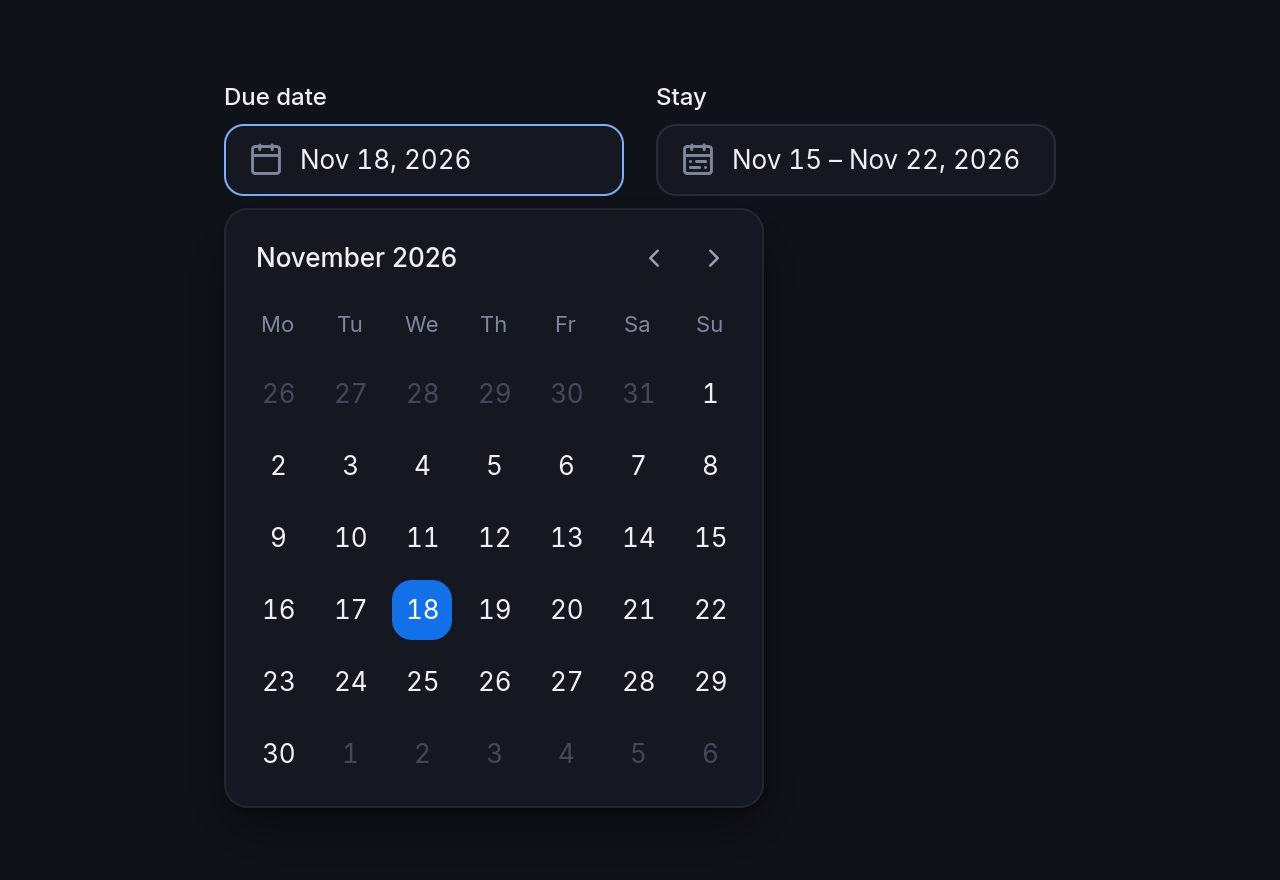 Due date
Stay
Nov 18, 2026
Nov 15 – Nov 22, 2026
November 2026
Mo Tu We Th Fr Sa Su
26 27 28 29 30 31 1
2 3 4 5 6 7 8
9 10 11 12 13 14 15
16 17 18 19 20 21 22
23 24 25 26 27 28 29
30 1 2 3 4 5 6